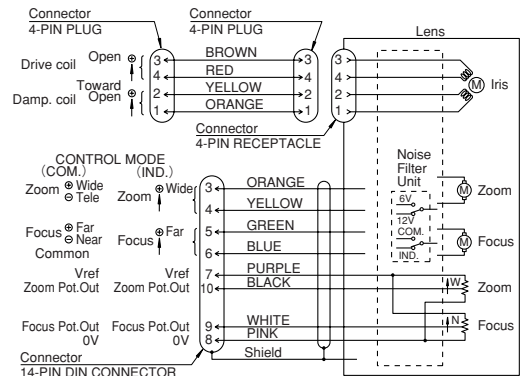 Connector
4-PIN PLUG
Connector
4-PIN PLUG
Lens
Drive coil Open ⊕ 3 BROWN 3 3
4 RED 4 4
Damp. coil Toward Open ⊕ 2 YELLOW 2 2
1 ORANGE 1 1
M Iris
Connector
4-PIN RECEPTACLE
CONTROL MODE
(COM.) (IND.)
Noise
Filter
Unit
Zoom ⊕ Wide
⊖ Tele
Zoom ⊕ Wide 3 ORANGE
4 YELLOW
6V
12V
M Zoom
Focus ⊕ Far
⊖ Near
Common
Focus ⊕ Far 5 GREEN
6 BLUE
COM.
IND.
M Focus
Vref Vref 7 PURPLE
Zoom Pot.Out Zoom Pot.Out 10 BLACK W Zoom
Focus Pot.Out Focus Pot.Out 9 WHITE N Focus
0V 0V 8 PINK
Shield
Connector
14-PIN DIN CONNECTOR